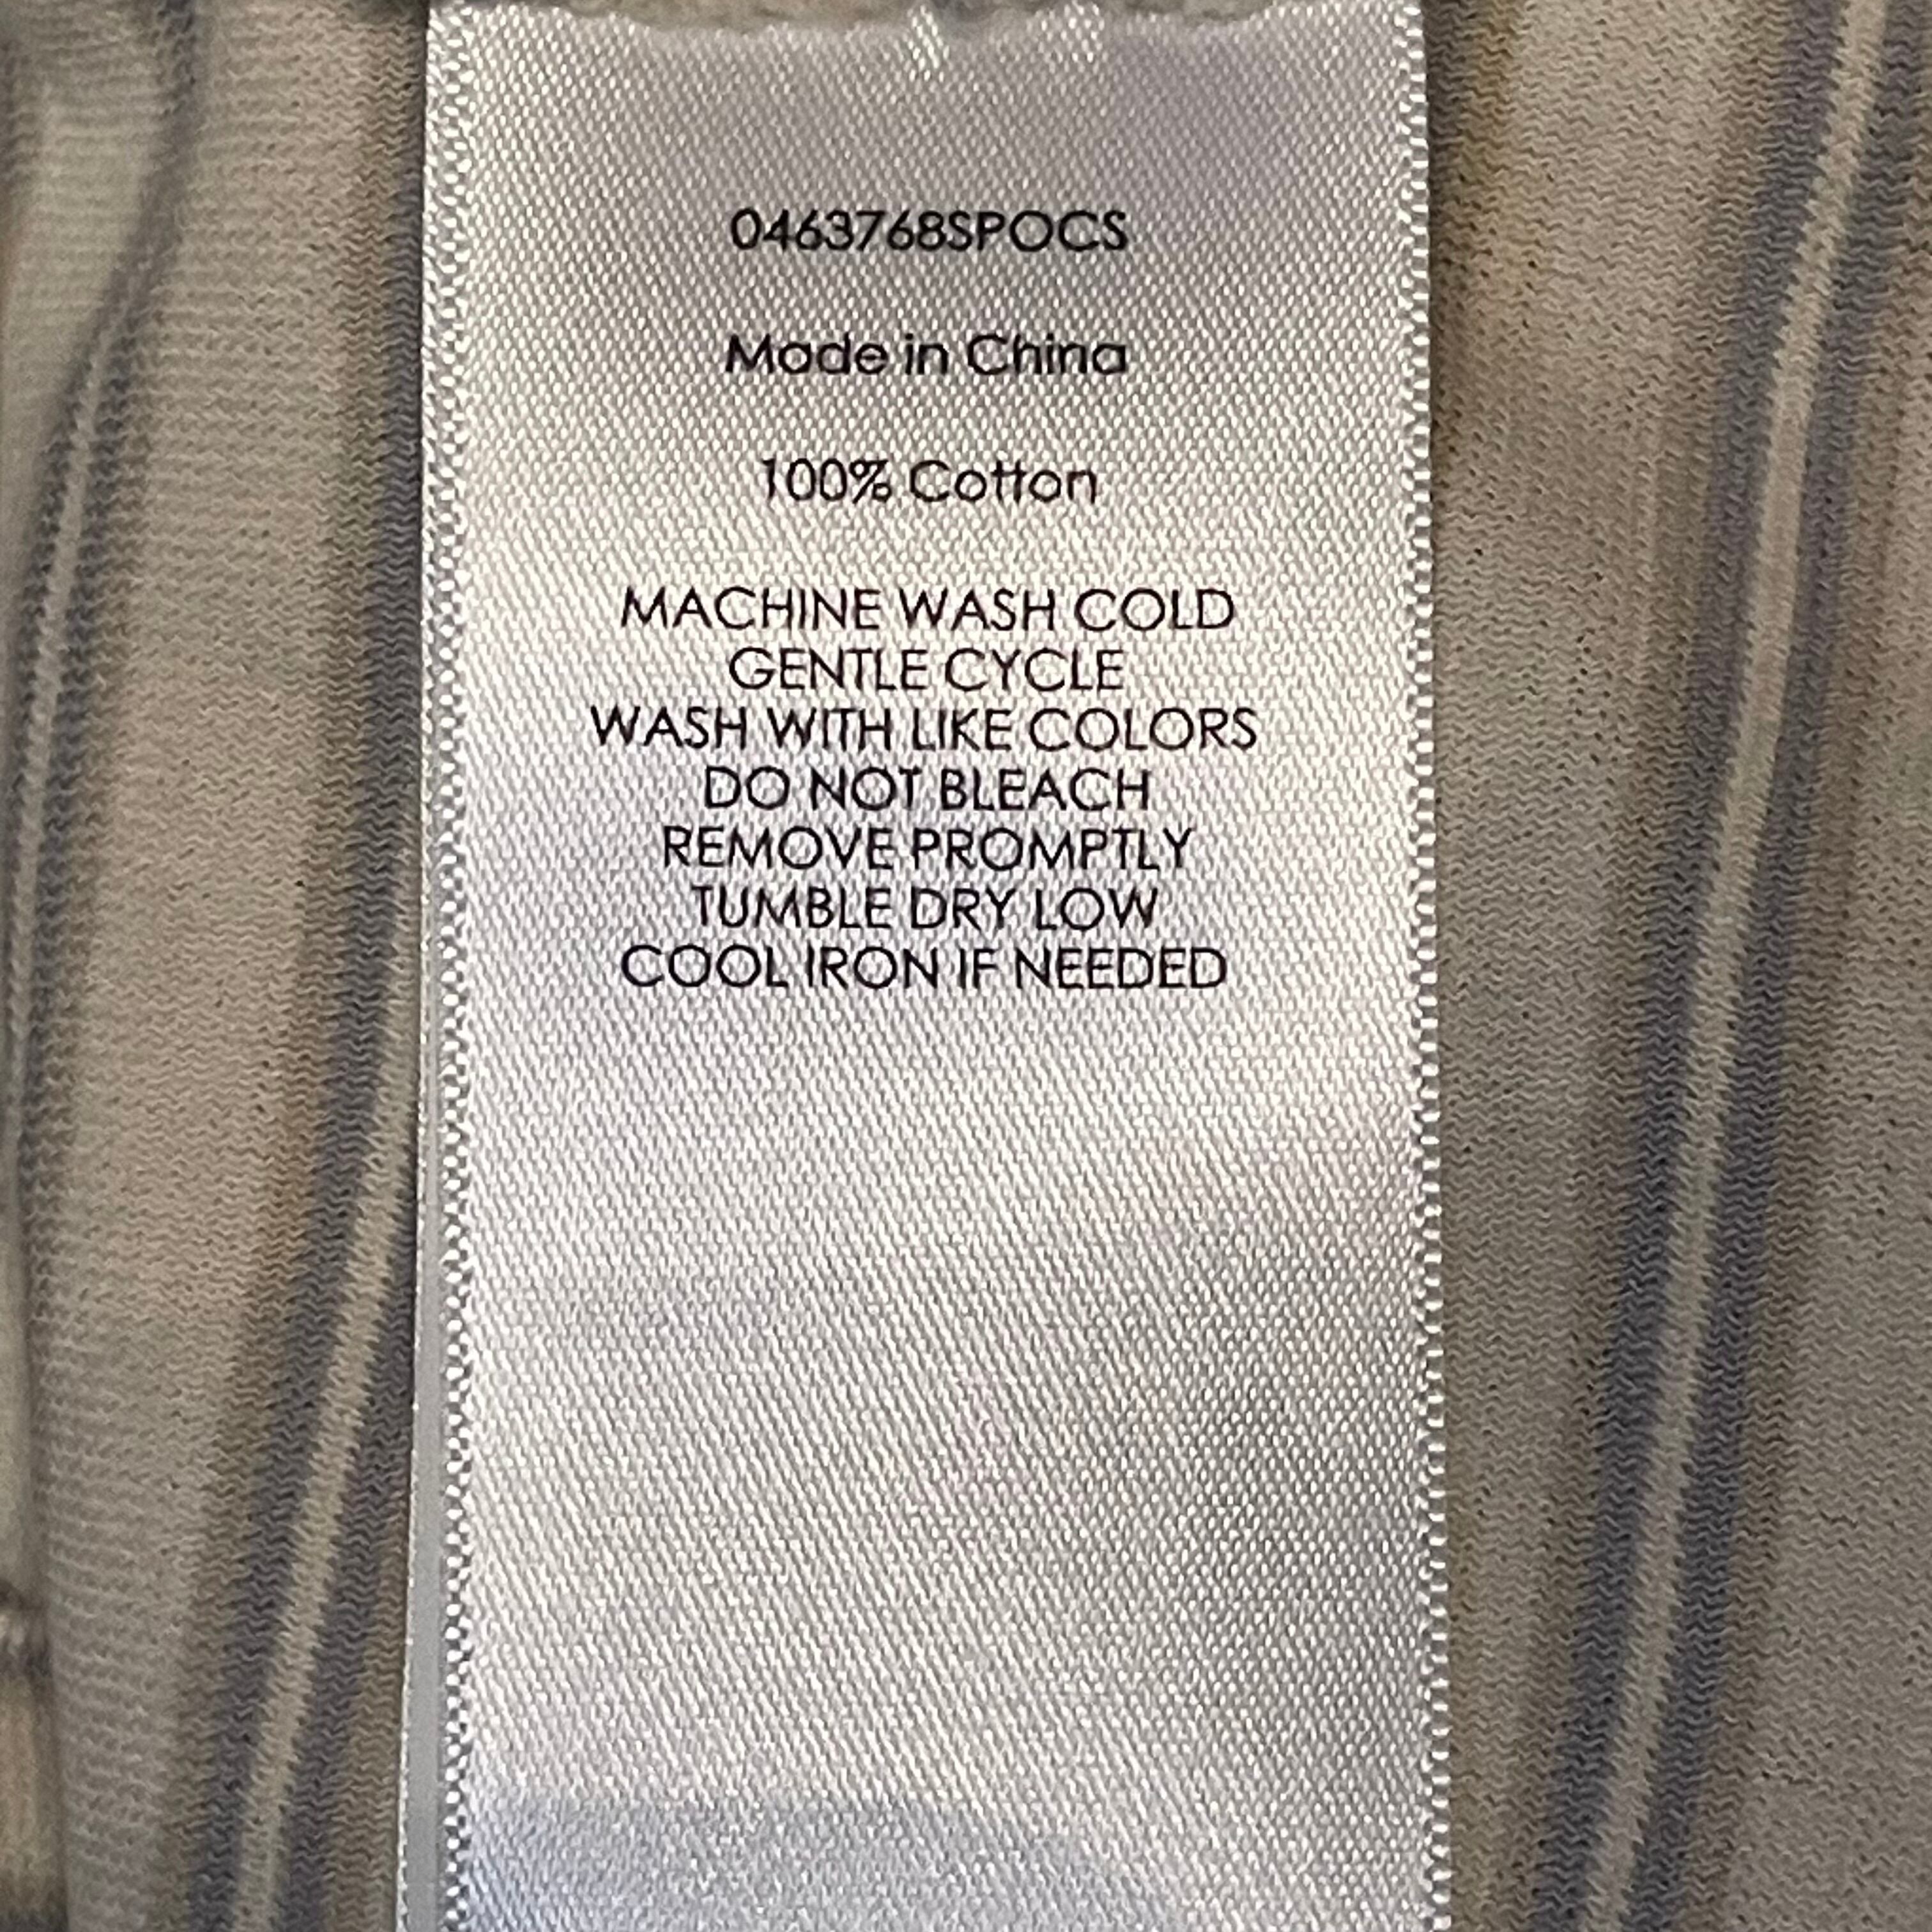 0463768SPOCS
Made in China
100% Cotton
MACHINE WASH COLD
GENTLE CYCLE
WASH WITH LIKE COLORS
DO NOT BLEACH
REMOVE PROMPTLY
TUMBLE DRY LOW
COOL IRON IF NEEDED